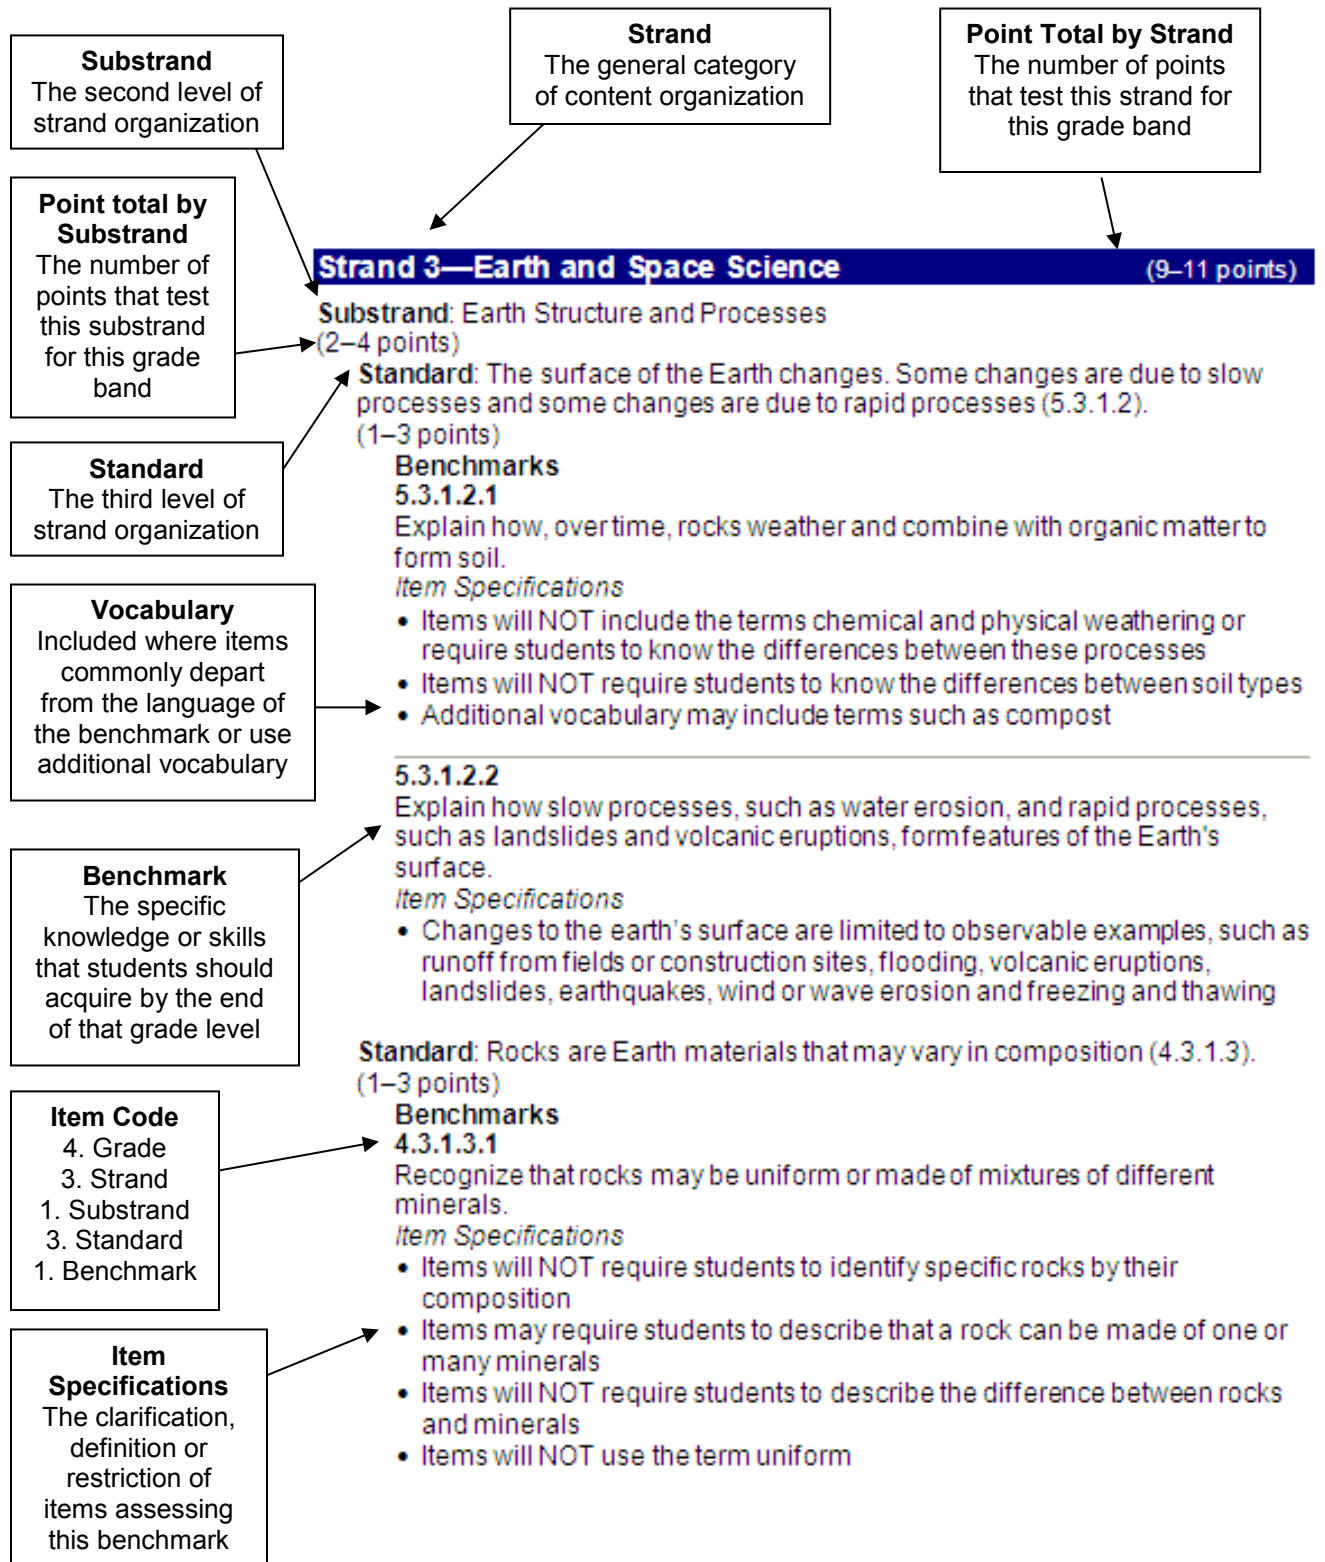 Substrand
The second level of
strand organization
Strand
The general category
of content organization
Point Total by Strand
The number of points
that test this strand for
this grade band
Point total by
Substrand
The number of
points that test
this substrand
for this grade
band
Standard
The third level of
strand organization
Vocabulary
Included where items
commonly depart
from the language of
the benchmark or use
additional vocabulary
Benchmark
The specific
knowledge or skills
that students should
acquire by the end
of that grade level
Item Code
4. Grade
3. Strand
1. Substrand
3. Standard
1. Benchmark
Item
Specifications
The clarification,
definition or
restriction of
items assessing
this benchmark
Strand 3—Earth and Space Science (9–11 points)
Substrand: Earth Structure and Processes
(2–4 points)
Standard: The surface of the Earth changes. Some changes are due to slow
processes and some changes are due to rapid processes (5.3.1.2).
(1–3 points)
Benchmarks
5.3.1.2.1
Explain how, over time, rocks weather and combine with organic matter to
form soil.
Item Specifications
• Items will NOT include the terms chemical and physical weathering or
require students to know the differences between these processes
• Items will NOT require students to know the differences between soil types
• Additional vocabulary may include terms such as compost
5.3.1.2.2
Explain how slow processes, such as water erosion, and rapid processes,
such as landslides and volcanic eruptions, form features of the Earth's
surface.
Item Specifications
• Changes to the earth's surface are limited to observable examples, such as
runoff from fields or construction sites, flooding, volcanic eruptions,
landslides, earthquakes, wind or wave erosion and freezing and thawing
Standard: Rocks are Earth materials that may vary in composition (4.3.1.3).
(1–3 points)
Benchmarks
4.3.1.3.1
Recognize that rocks may be uniform or made of mixtures of different
minerals.
Item Specifications
• Items will NOT require students to identify specific rocks by their
composition
• Items may require students to describe that a rock can be made of one or
many minerals
• Items will NOT require students to describe the difference between rocks
and minerals
• Items will NOT use the term uniform